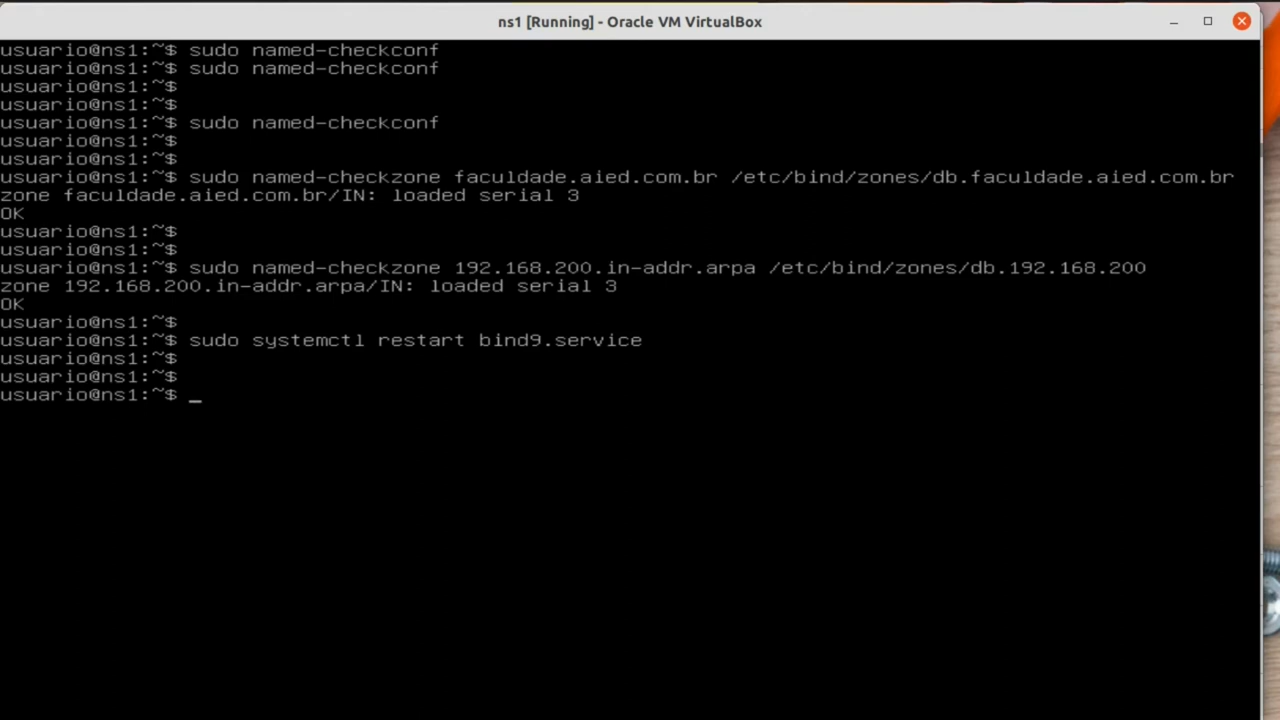 ns1 [Running] - Oracle VM VirtualBox
usuario@ns1:~$ sudo named-checkconf
usuario@ns1:~$ sudo named-checkconf
usuario@ns1:~$
usuario@ns1:~$
usuario@ns1:~$ sudo named-checkconf
usuario@ns1:~$
usuario@ns1:~$
usuario@ns1:~$ sudo named-checkzone faculdade.aied.com.br /etc/bind/zones/db.faculdade.aied.com.br
zone faculdade.aied.com.br/IN: loaded serial 3
OK
usuario@ns1:~$
usuario@ns1:~$
usuario@ns1:~$ sudo named-checkzone 192.168.200.in-addr.arpa /etc/bind/zones/db.192.168.200
zone 192.168.200.in-addr.arpa/IN: loaded serial 3
OK
usuario@ns1:~$
usuario@ns1:~$ sudo systemctl restart bind9.service
usuario@ns1:~$
usuario@ns1:~$
usuario@ns1:~$ _